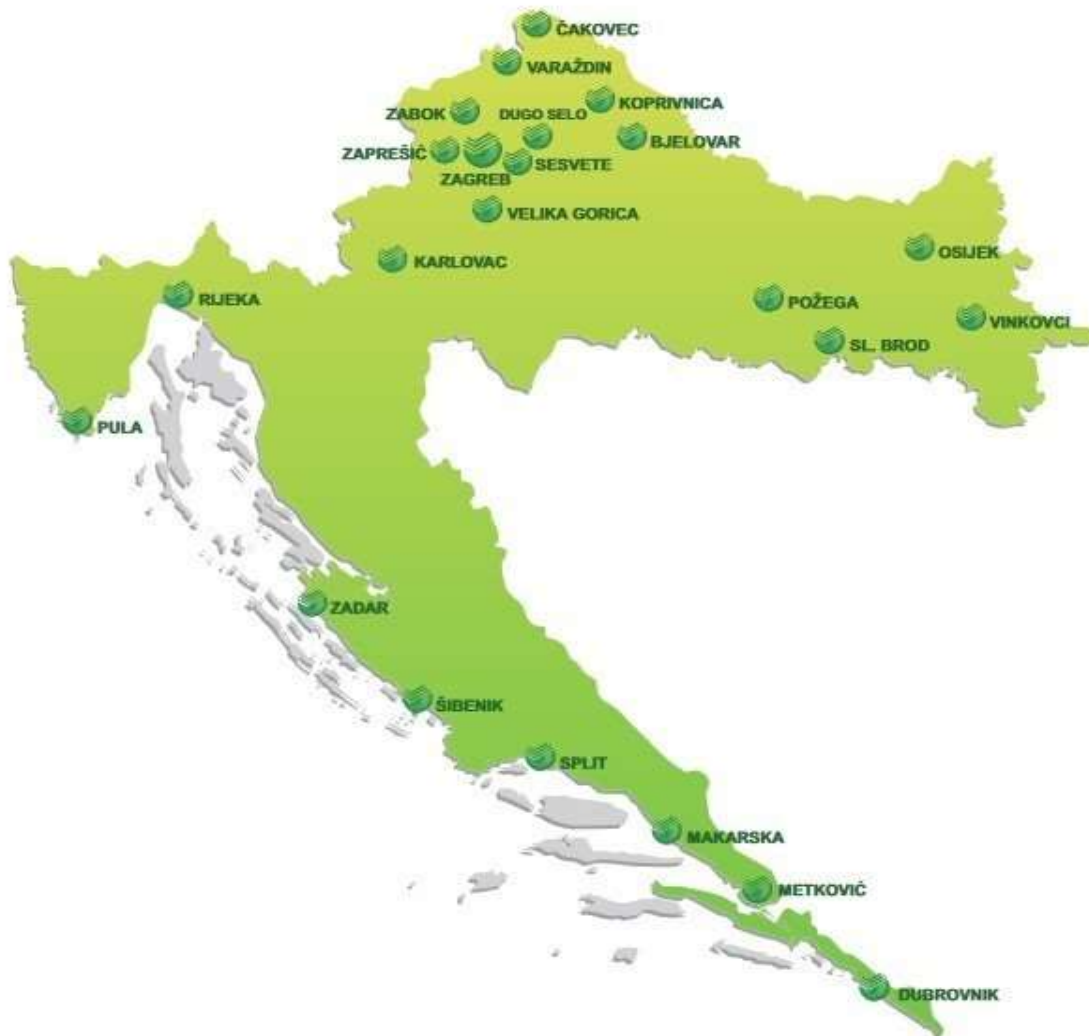 ČAKOVEC
VARAŽDIN
KOPRIVNICA
ZABOK
DUGO SELO
BJELOVAR
ZAPREŠIĆ
SESVETE
ZAGREB
VELIKA GORICA
OSIJEK
KARLOVAC
RIJEKA
POŽEGA
VINKOVCI
SL. BROD
PULA
ZADAR
ŠIBENIK
SPLIT
MAKARSKA
METKOVIĆ
DUBROVNIK